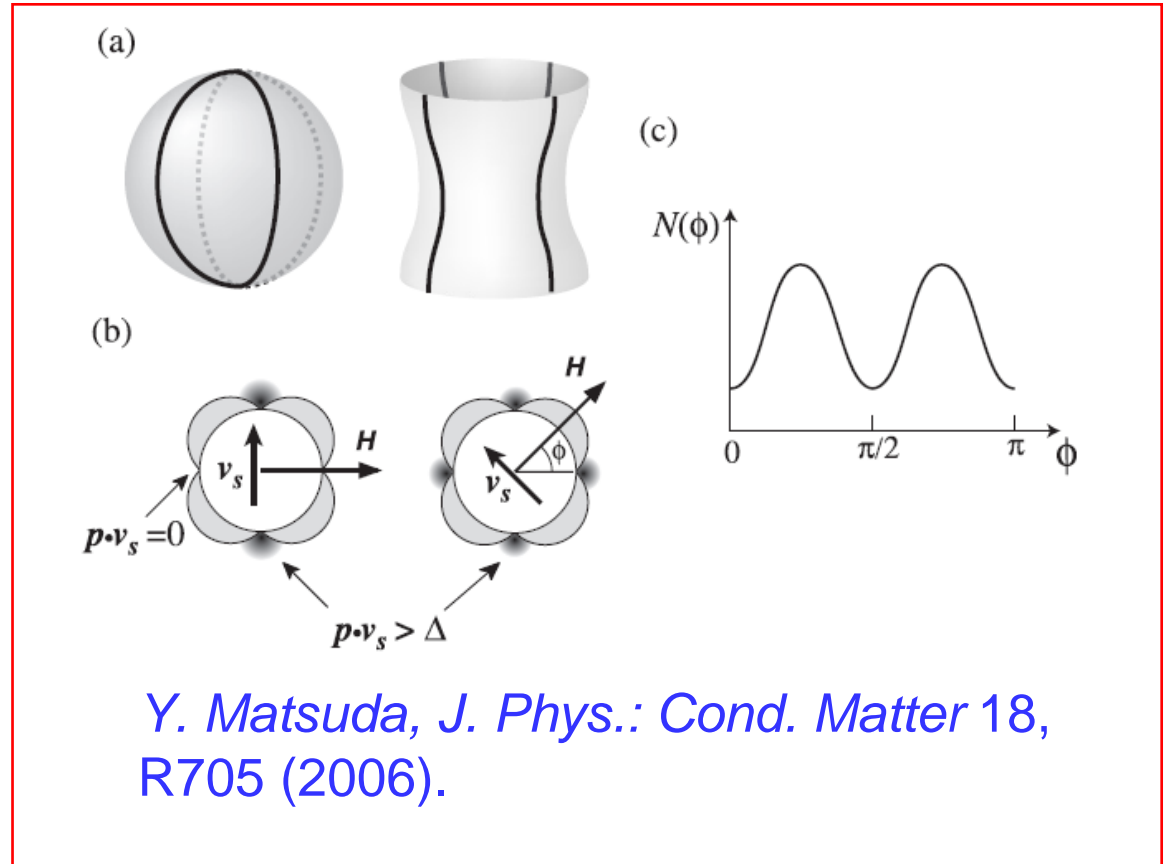 (a)
(c)
N(ϕ)
0
π/2
π
ϕ
(b)
H
v_s
p·v_s =0
H
ϕ
v_s
p·v_s > Δ
Y. Matsuda, J. Phys.: Cond. Matter 18,
R705 (2006).